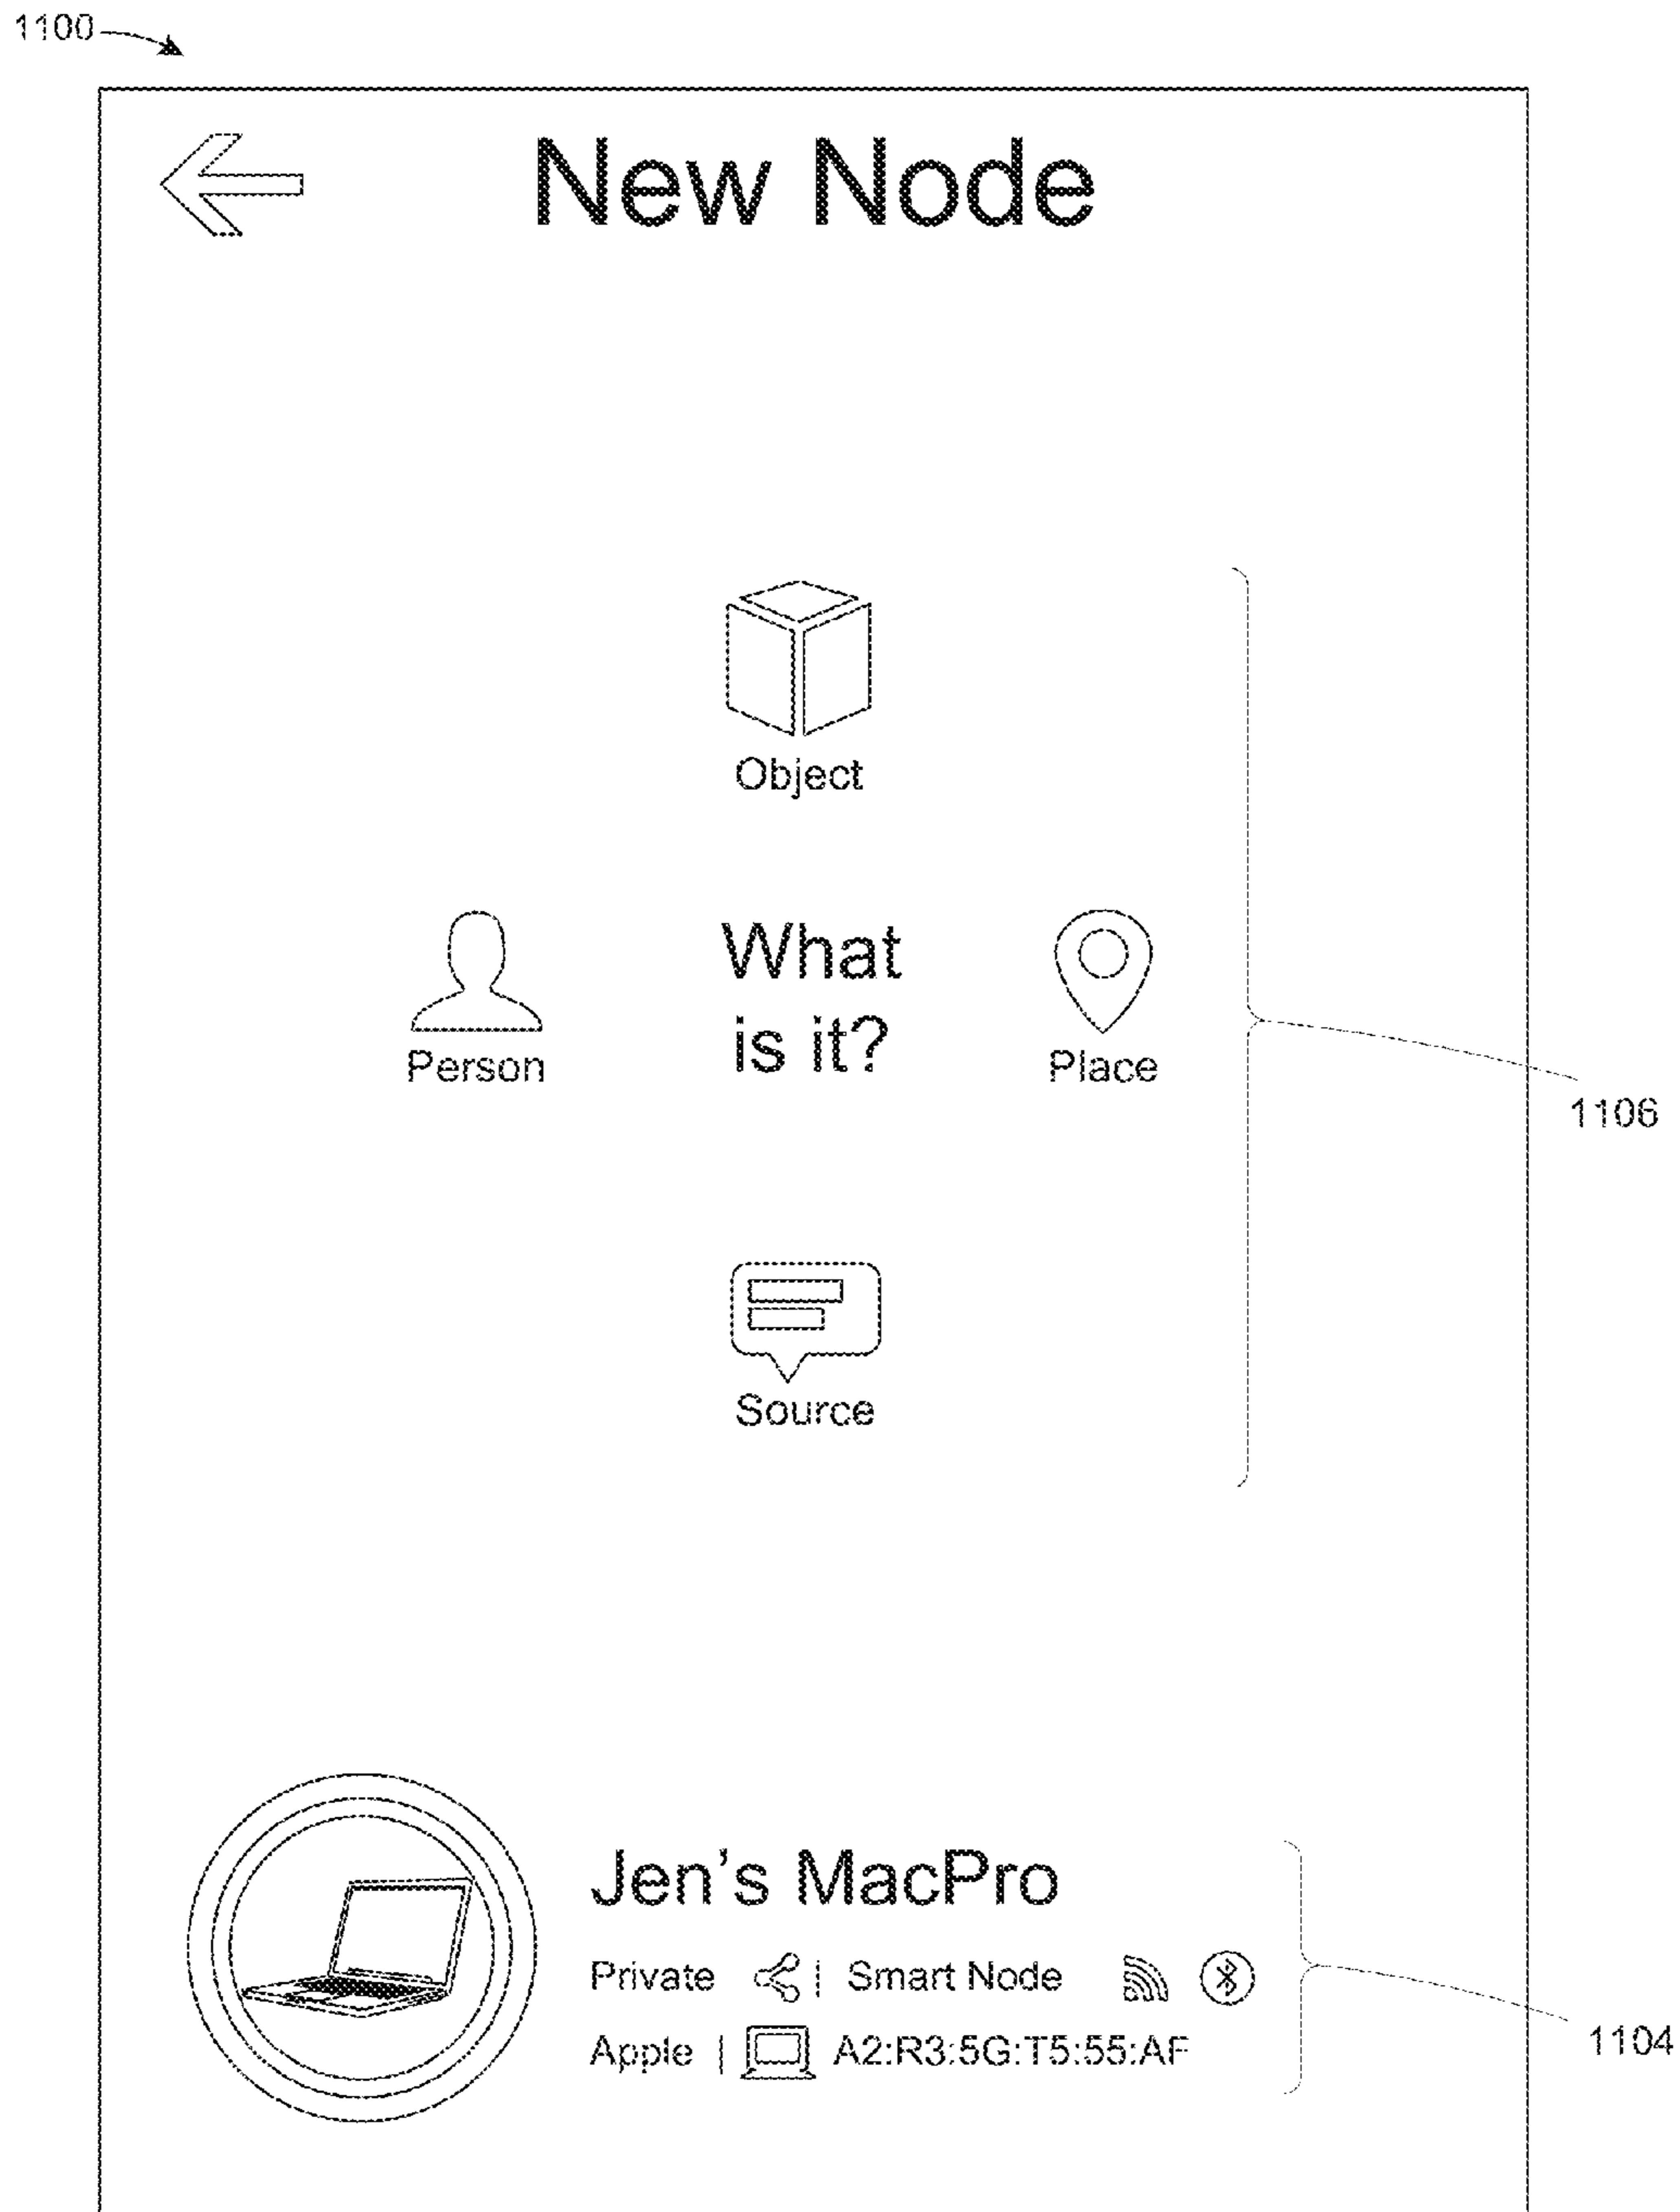 1100
New Node
Object
What
is it?
Person
Place
1106
Source
Jen's MacPro
Private | Smart Node
Apple | A2:R3:5G:T5:55:AF
1104